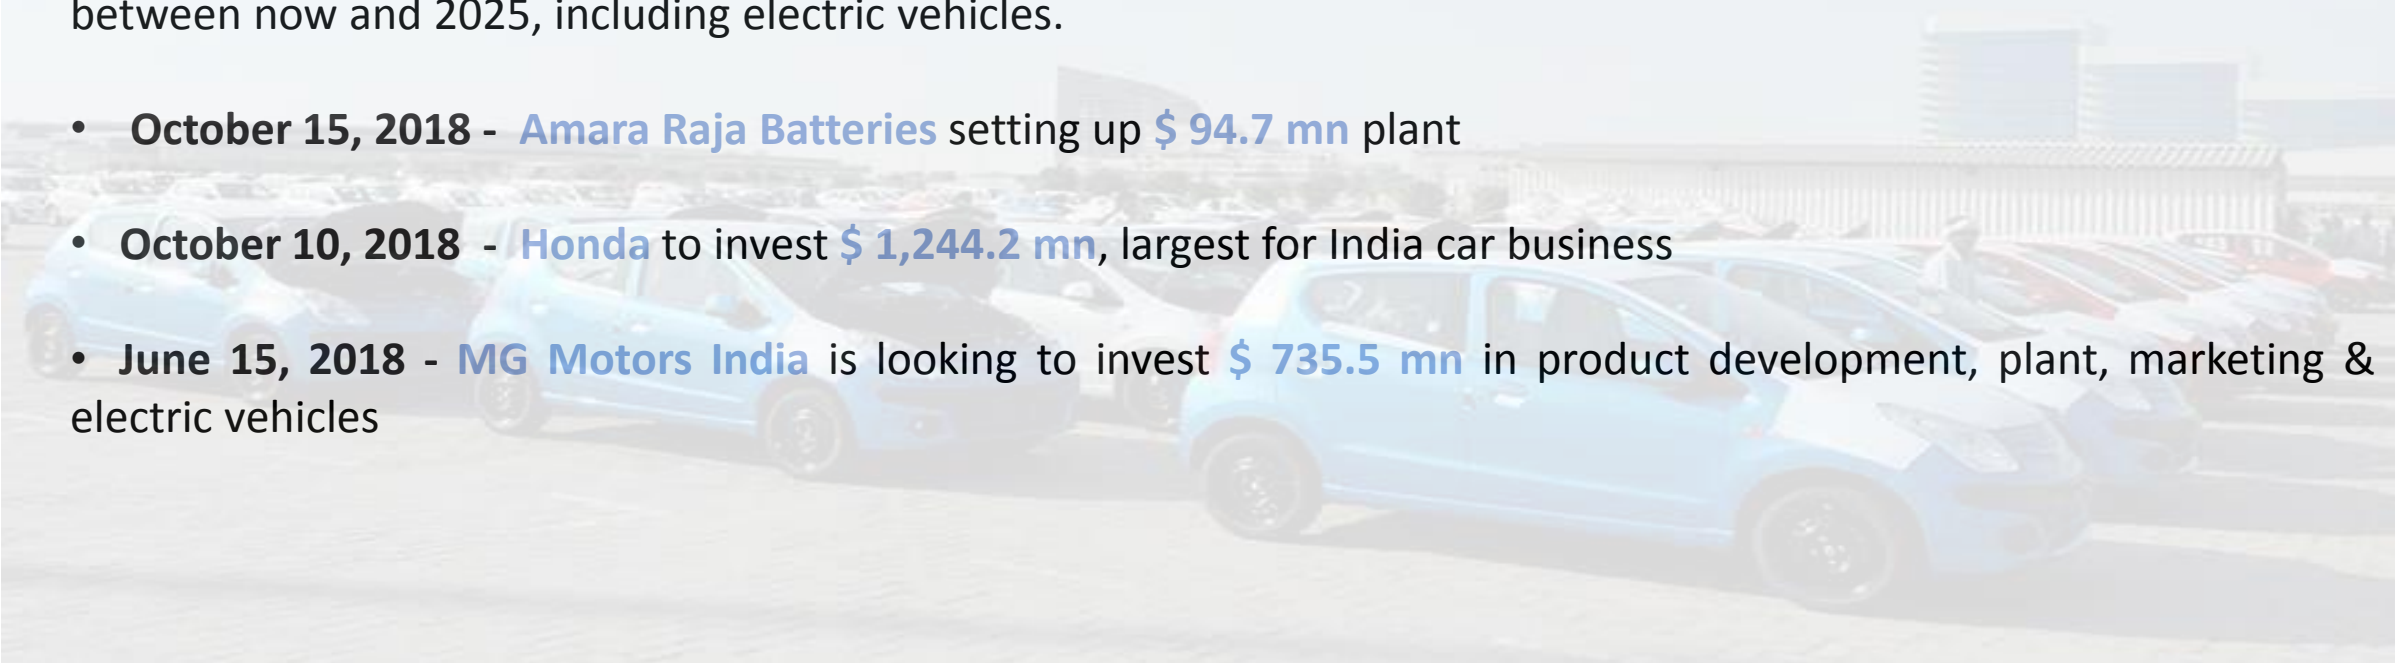 between now and 2025, including electric vehicles.
• October 15, 2018 - Amara Raja Batteries setting up $ 94.7 mn plant
• October 10, 2018 - Honda to invest $ 1,244.2 mn, largest for India car business
• June 15, 2018 - MG Motors India is looking to invest $ 735.5 mn in product development, plant, marketing &
electric vehicles